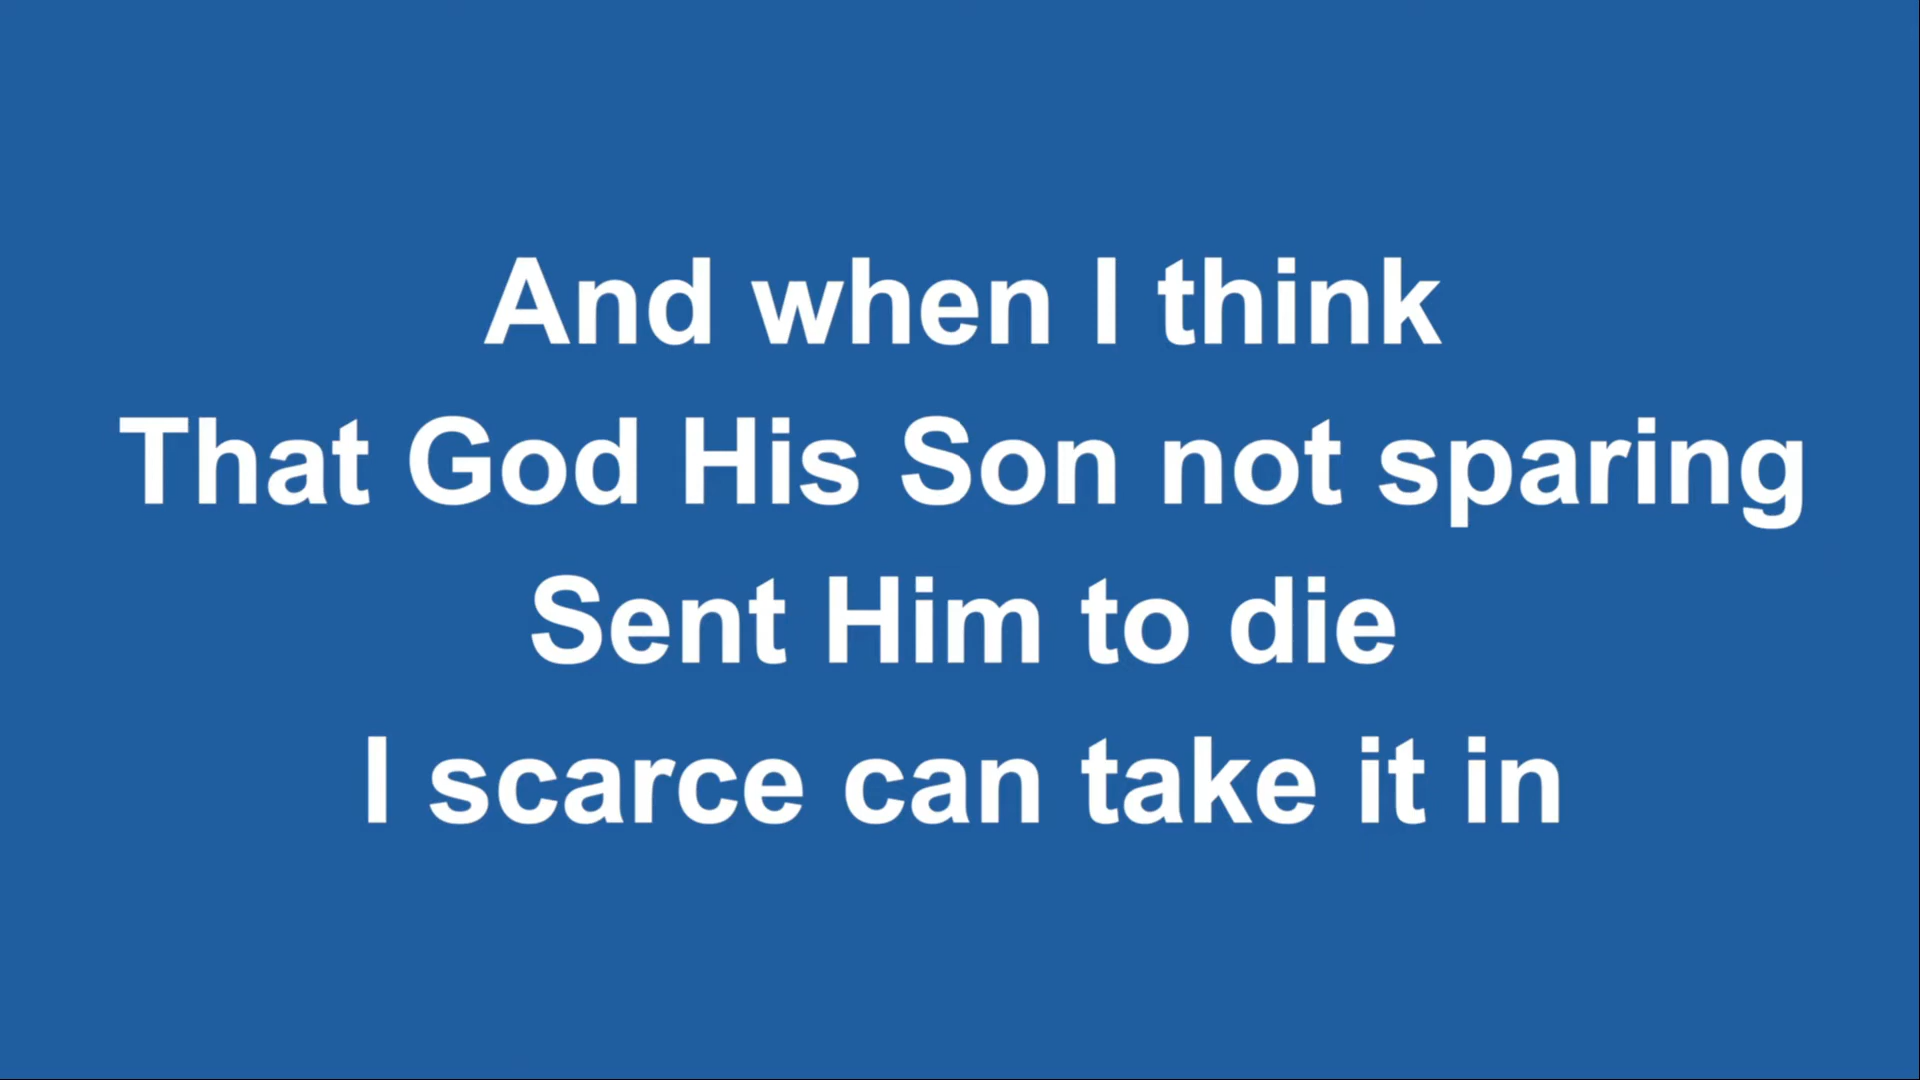 And when I think
That God His Son not sparing
Sent Him to die
I scarce can take it in